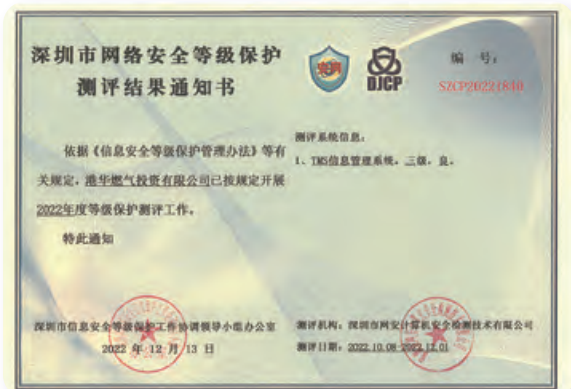 深圳市网络安全等级保护
测评结果通知书
依据《信息安全等级保护管理办法》等有
关规定，港华燃气投资有限公司已按规定开展
2022年度等级保护测评工作。
特此通知
深圳市信息安全等级保护工作协调领导小组办公室
2022 年 12 月 13 日
DJCP
编 号：
SZCP20221840
测评系统信息：
1、TMS信息管理系统，三级，良。
测评机构：深圳市网安计算机安全检测技术有限公司
测评日期：2022.10.08-2022.12.01